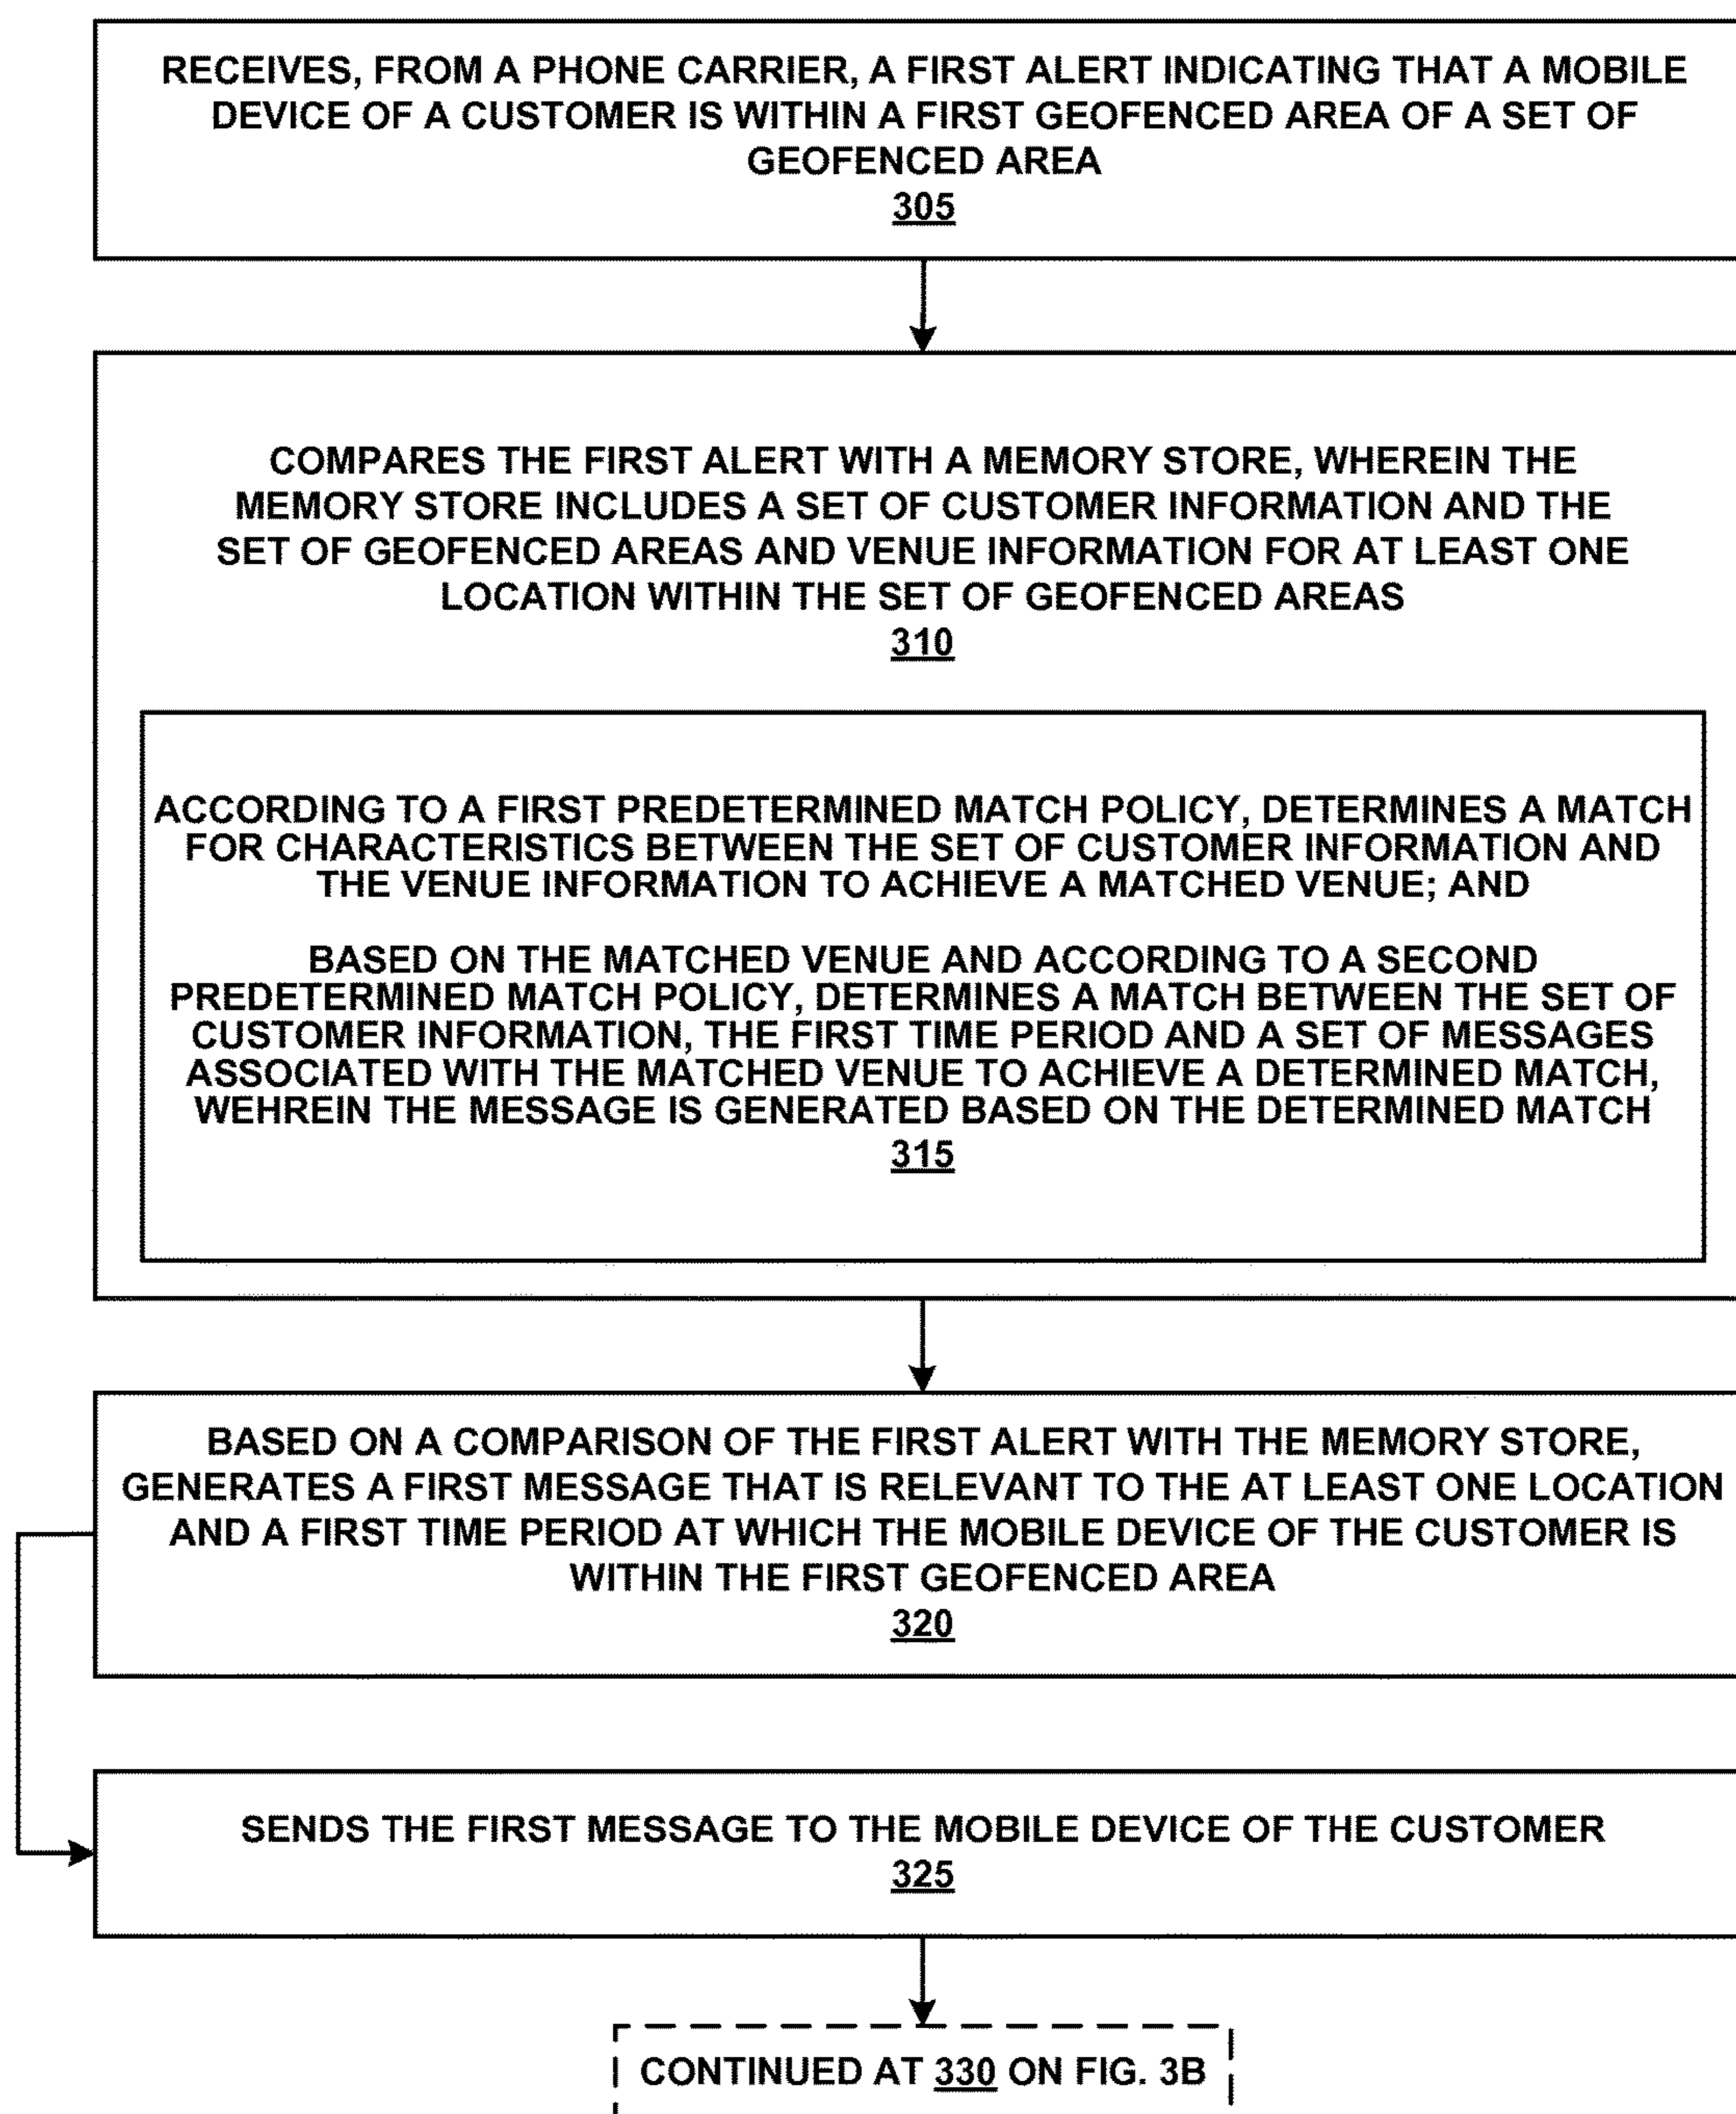 RECEIVES, FROM A PHONE CARRIER, A FIRST ALERT INDICATING THAT A MOBILE
DEVICE OF A CUSTOMER IS WITHIN A FIRST GEOFENCED AREA OF A SET OF
GEOFENCED AREA
305
COMPARES THE FIRST ALERT WITH A MEMORY STORE, WHEREIN THE
MEMORY STORE INCLUDES A SET OF CUSTOMER INFORMATION AND THE
SET OF GEOFENCED AREAS AND VENUE INFORMATION FOR AT LEAST ONE
LOCATION WITHIN THE SET OF GEOFENCED AREAS
310
ACCORDING TO A FIRST PREDETERMINED MATCH POLICY, DETERMINES A MATCH
FOR CHARACTERISTICS BETWEEN THE SET OF CUSTOMER INFORMATION AND
THE VENUE INFORMATION TO ACHIEVE A MATCHED VENUE; AND
BASED ON THE MATCHED VENUE AND ACCORDING TO A SECOND
PREDETERMINED MATCH POLICY, DETERMINES A MATCH BETWEEN THE SET OF
CUSTOMER INFORMATION, THE FIRST TIME PERIOD AND A SET OF MESSAGES
ASSOCIATED WITH THE MATCHED VENUE TO ACHIEVE A DETERMINED MATCH,
WEHREIN THE MESSAGE IS GENERATED BASED ON THE DETERMINED MATCH
315
BASED ON A COMPARISON OF THE FIRST ALERT WITH THE MEMORY STORE,
GENERATES A FIRST MESSAGE THAT IS RELEVANT TO THE AT LEAST ONE LOCATION
AND A FIRST TIME PERIOD AT WHICH THE MOBILE DEVICE OF THE CUSTOMER IS
WITHIN THE FIRST GEOFENCED AREA
320
SENDS THE FIRST MESSAGE TO THE MOBILE DEVICE OF THE CUSTOMER
325
CONTINUED AT 330 ON FIG. 3B